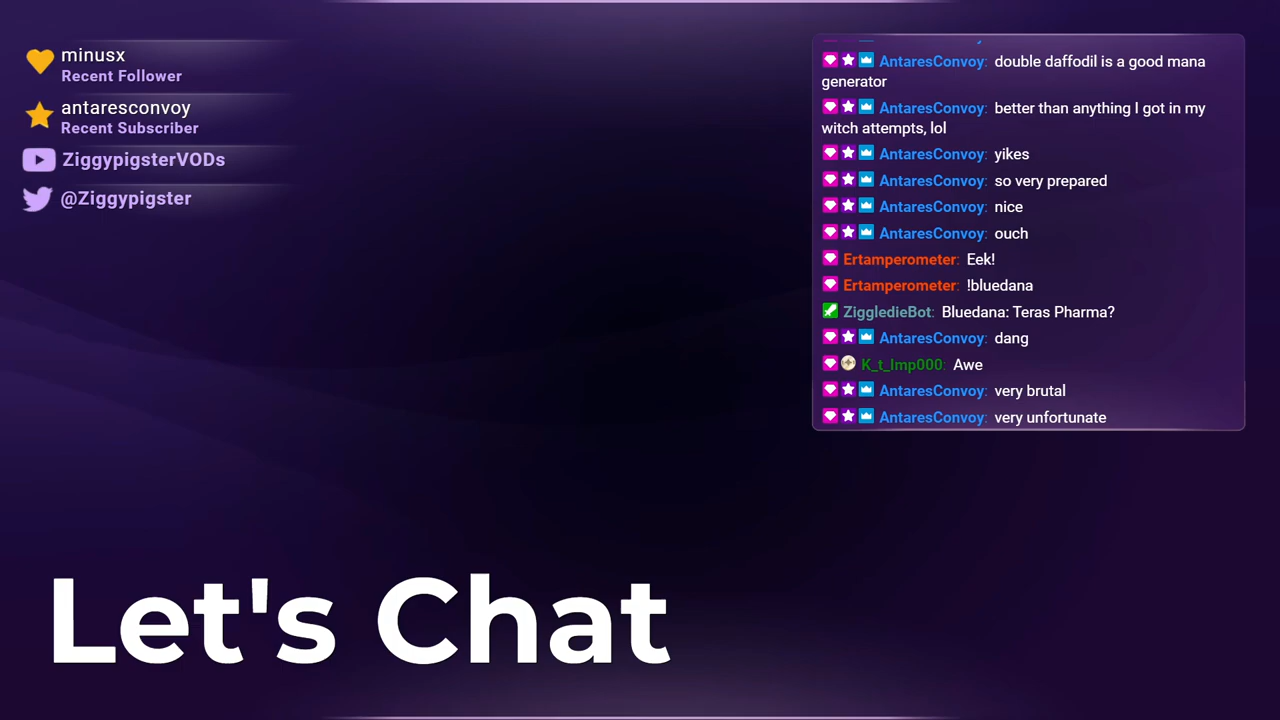 minusx
Recent Follower
antaresconvoy
Recent Subscriber
ZiggypigsterVODs
@Ziggypigster
AntaresConvoy: double daffodil is a good mana
generator
AntaresConvoy: better than anything I got in my
witch attempts, lol
AntaresConvoy: yikes
AntaresConvoy: so very prepared
AntaresConvoy: nice
AntaresConvoy: ouch
Ertamperometer: Eek!
Ertamperometer: !bluedana
ZiggledieBot: Bluedana: Teras Pharma?
AntaresConvoy: dang
K_t_Imp000: Awe
AntaresConvoy: very brutal
AntaresConvoy: very unfortunate
Let's Chat